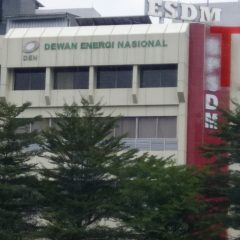 ESDM
DEWAN ENERGI NASIONAL
DEN